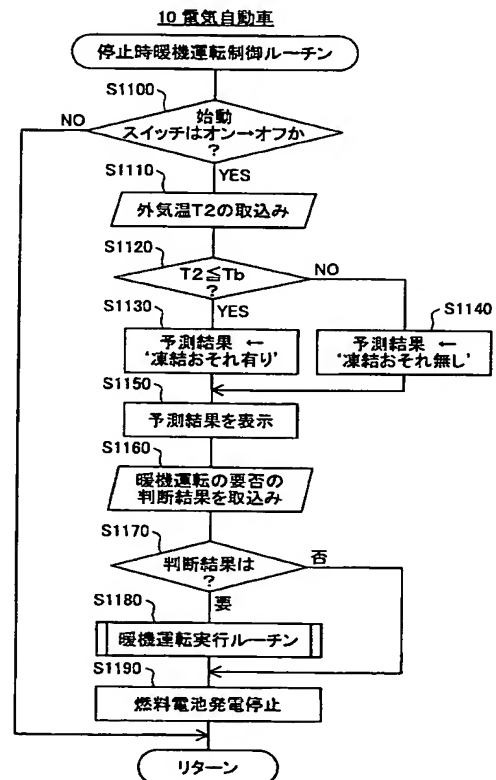 10 電気自動車
停止時暖機運転制御ルーチン
S1100
始動
スイッチはオン→オフか
?
NO
YES
S1110
外気温T2の取込み
S1120
T2≦Tb
?
NO
YES
S1130
予測結果 ←
‘凍結おそれ有り’
S1140
予測結果 ←
‘凍結おそれ無し’
S1150
予測結果を表示
S1160
暖機運転の要否の
判断結果を取込み
S1170
判断結果は
?
否
要
S1180
暖機運転実行ルーチン
S1190
燃料電池発電停止
リターン